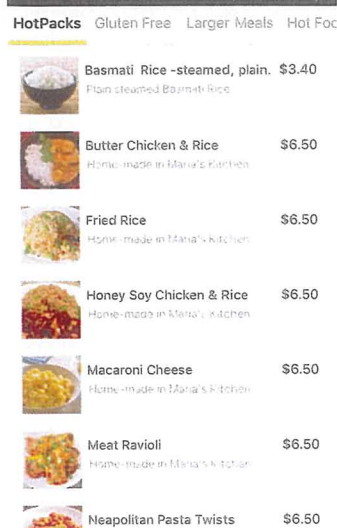 HotPacks Gluten Free Larger Meals Hot Foo
Basmati Rice -steamed, plain. $3.40
Plain steamed Basmati Rice
Butter Chicken & Rice $6.50
Home-made in Maria's Kitchen
Fried Rice $6.50
Home-made in Maria's Kitchen
Honey Soy Chicken & Rice $6.50
Home-made in Maria's Kitchen
Macaroni Cheese $6.50
Home-made in Maria's Kitchen
Meat Ravioli $6.50
Home-made in Maria's Kitchen
Neapolitan Pasta Twists $6.50